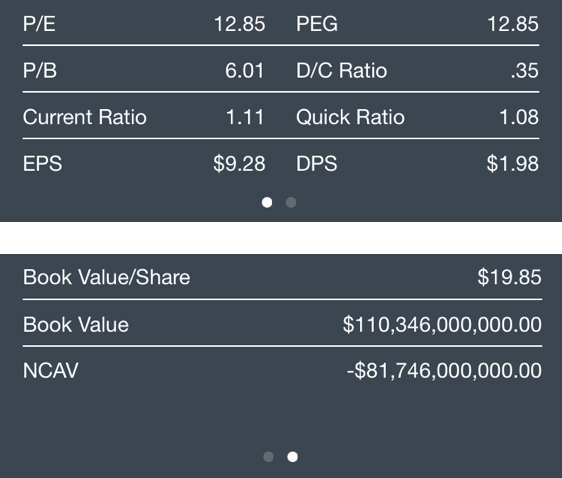 P/E 12.85 PEG 12.85
P/B 6.01 D/C Ratio .35
Current Ratio 1.11 Quick Ratio 1.08
EPS $9.28 DPS $1.98
Book Value/Share $19.85
Book Value $110,346,000,000.00
NCAV -$81,746,000,000.00